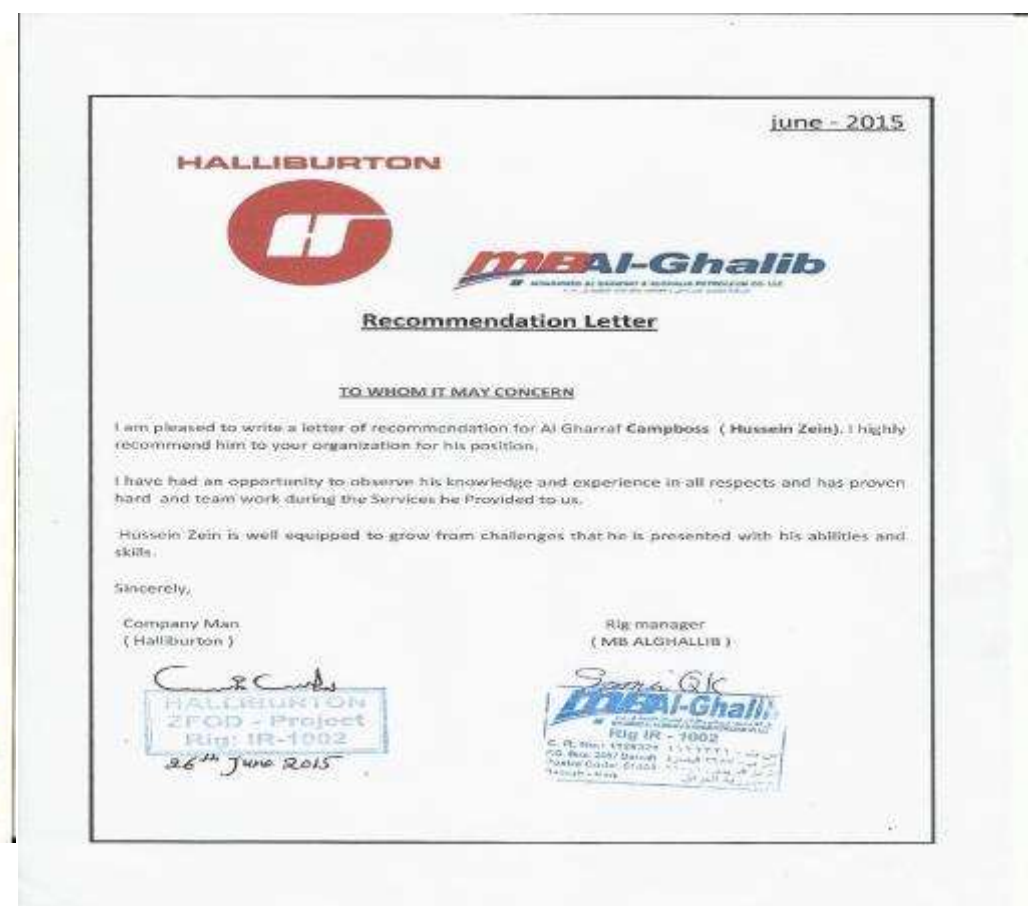 june - 2015
HALLIBURTON
MBAl-Ghalib
Recommendation Letter
TO WHOM IT MAY CONCERN
I am pleased to write a letter of recommendation for Al Gharraf Campboss ( Hussein Zein). I highly
recommend him to your organization for his position.
I have had an opportunity to observe his knowledge and experience in all respects and has proven
hard and team work during the Services he Provided to us.
Hussein Zein is well equipped to grow from challenges that he is presented with his abilities and
skills.
Sincerely,
Company Man
( Halliburton )
Rig manager
( MB ALGHALLIB )
HALLIBURTON
ZFOD - Project
Rig: IR-1002
26th June 2015
MBAl-Ghalib
Rig IR - 1002